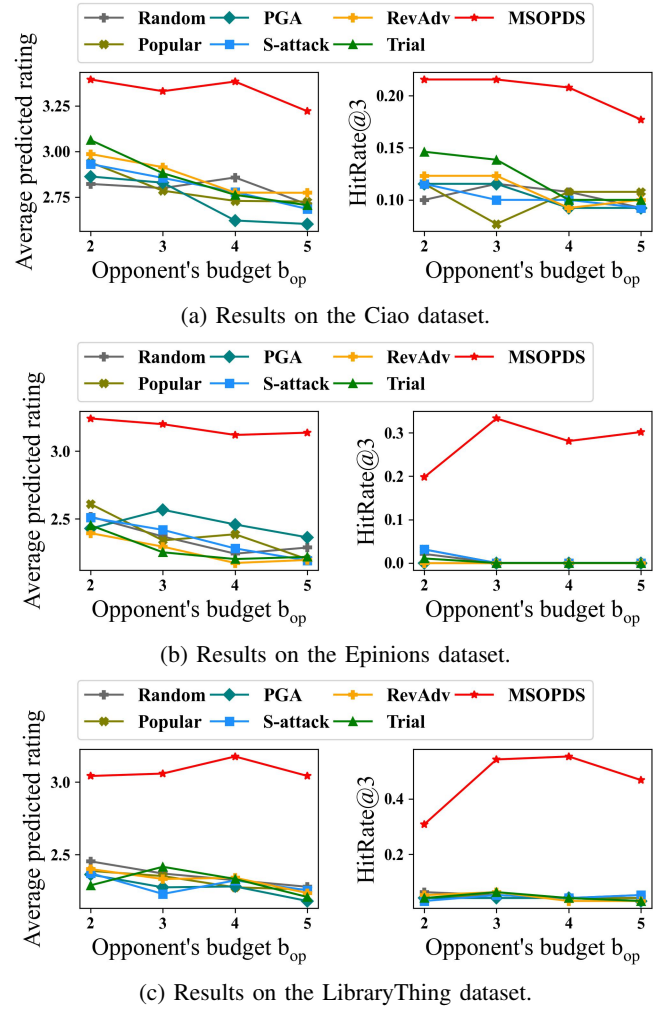 Random PGA RevAdv MSOPDS
Popular S-attack Trial
Average predicted rating
3.25
3.00
2.75
2 3 4 5
Opponent's budget b_op
HitRate@3
0.20
0.15
0.10
2 3 4 5
Opponent's budget b_op
(a) Results on the Ciao dataset.
Random PGA RevAdv MSOPDS
Popular S-attack Trial
Average predicted rating
3.0
2.5
2 3 4 5
Opponent's budget b_op
HitRate@3
0.3
0.2
0.1
0.0
2 3 4 5
Opponent's budget b_op
(b) Results on the Epinions dataset.
Random PGA RevAdv MSOPDS
Popular S-attack Trial
Average predicted rating
3.0
2.5
2 3 4 5
Opponent's budget b_op
HitRate@3
0.4
0.2
2 3 4 5
Opponent's budget b_op
(c) Results on the LibraryThing dataset.